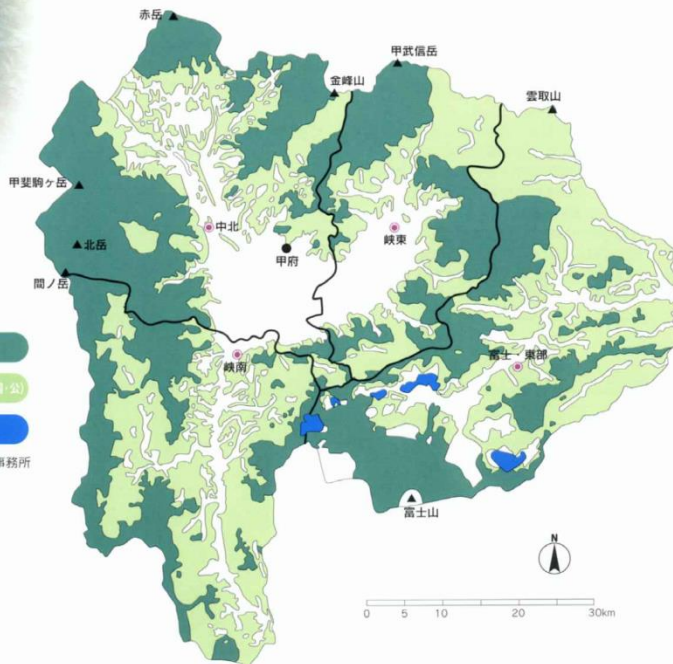 赤岳
甲武信岳
金峰山
雲取山
甲斐駒ヶ岳
中北
峡東
北岳
甲府
間ノ岳
富士・東部
峡南
・公)
事務所
富士山
N
0 5 10 20 30km